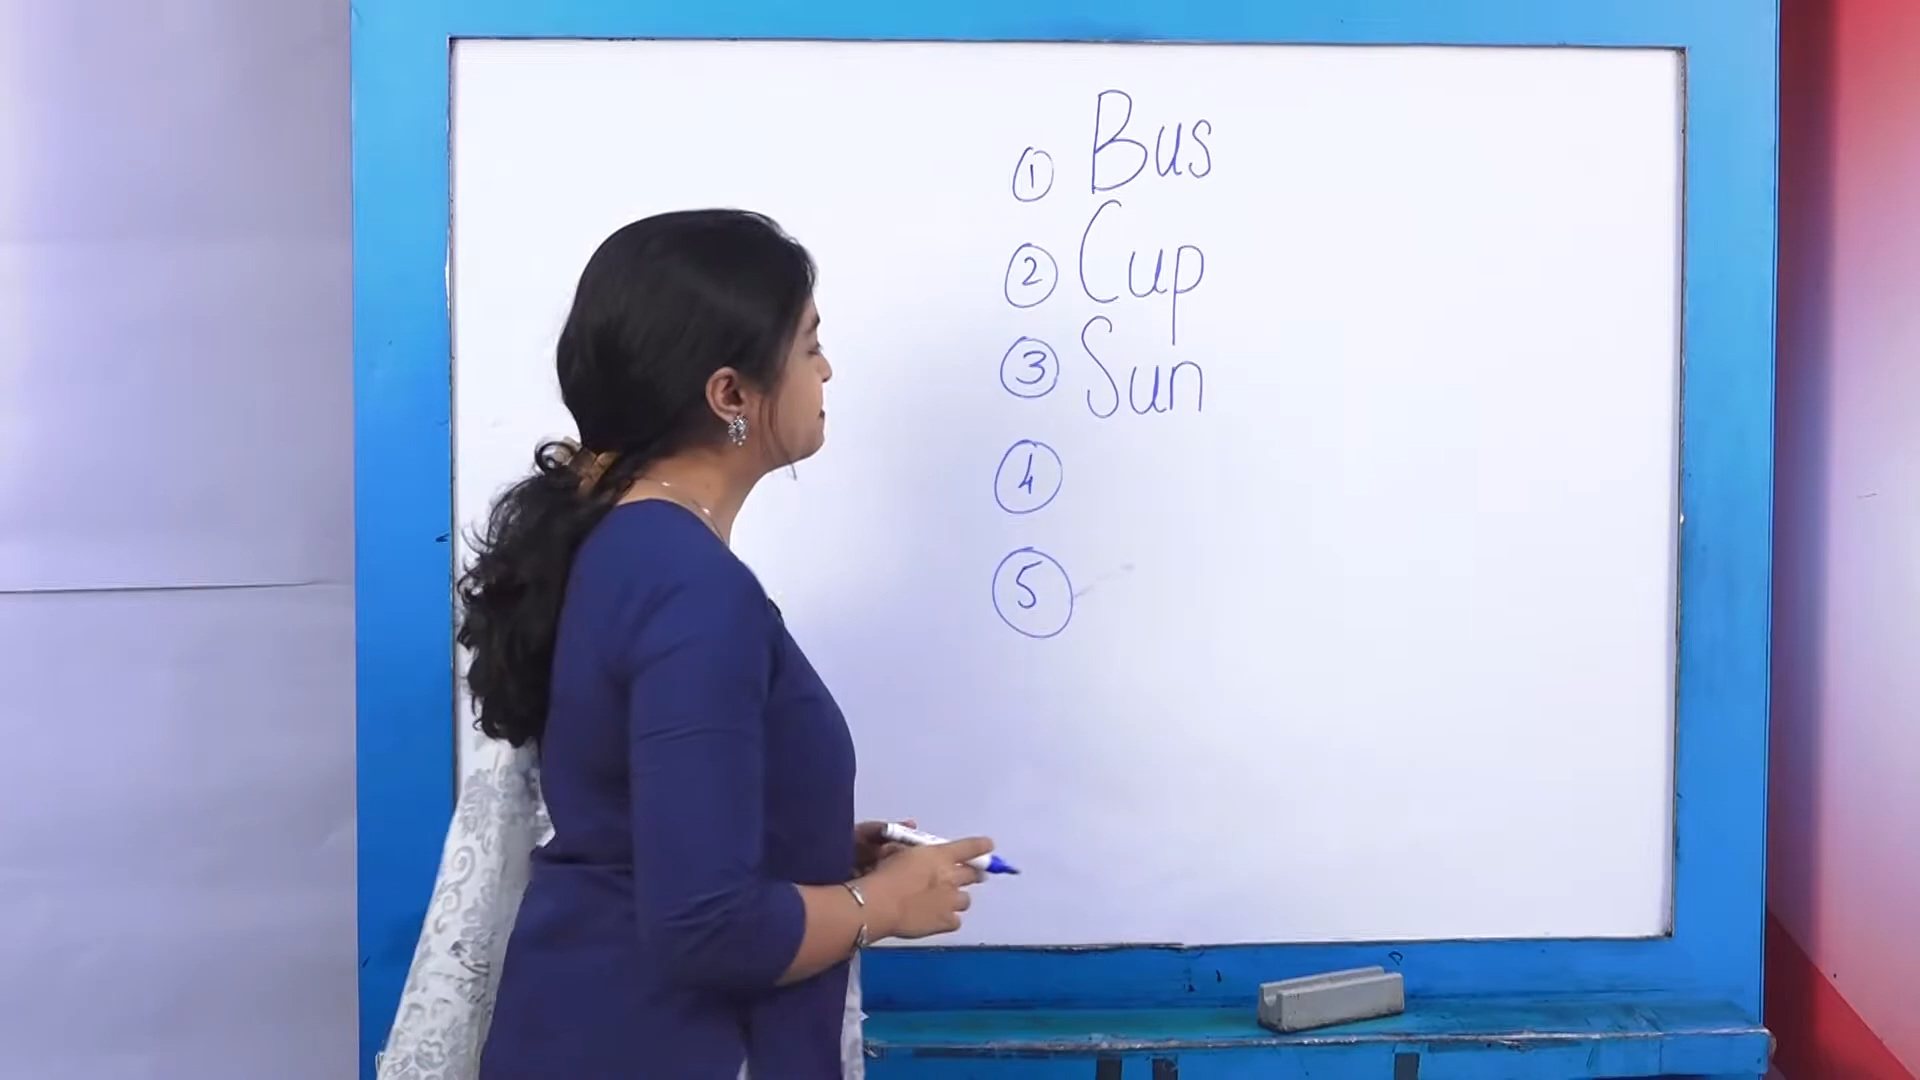 ① Bus
② Cup
③ Sun
④
⑤